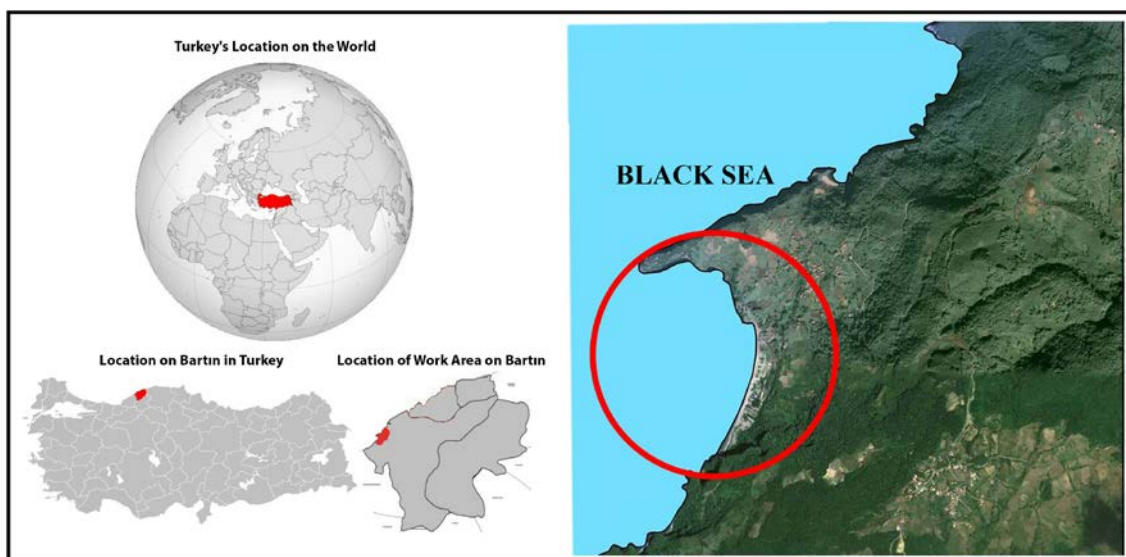 Turkey's Location on the World
BLACK SEA
Location on Bartın in Turkey
Location of Work Area on Bartın